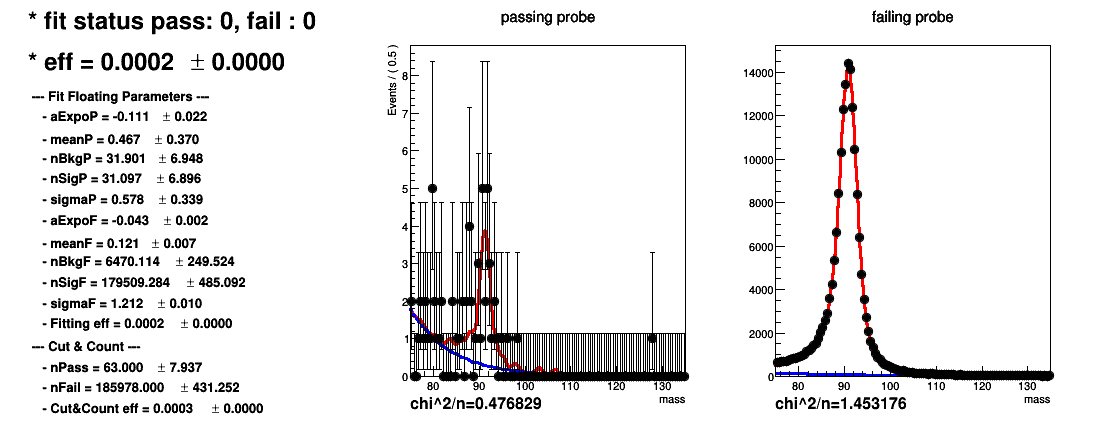 * fit status pass: 0, fail : 0
* eff = 0.0002 ± 0.0000
--- Fit Floating Parameters ---
- aExpoP = -0.111 ± 0.022
- meanP = 0.467 ± 0.370
- nBkgP = 31.901 ± 6.948
- nSigP = 31.097 ± 6.896
- sigmaP = 0.578 ± 0.339
- aExpoF = -0.043 ± 0.002
- meanF = 0.121 ± 0.007
- nBkgF = 6470.114 ± 249.524
- nSigF = 179509.284 ± 485.092
- sigmaF = 1.212 ± 0.010
- Fitting eff = 0.0002 ± 0.0000
--- Cut & Count ---
- nPass = 63.000 ± 7.937
- nFail = 185978.000 ± 431.252
- Cut&Count eff = 0.0003 ± 0.0000
passing probe
Events / ( 0.5 )
8
7
6
5
4
3
2
1
0
80 90 100 110 120 130
mass
chi^2/n=0.476829
failing probe
14000
12000
10000
8000
6000
4000
2000
0
80 90 100 110 120 130
mass
chi^2/n=1.453176